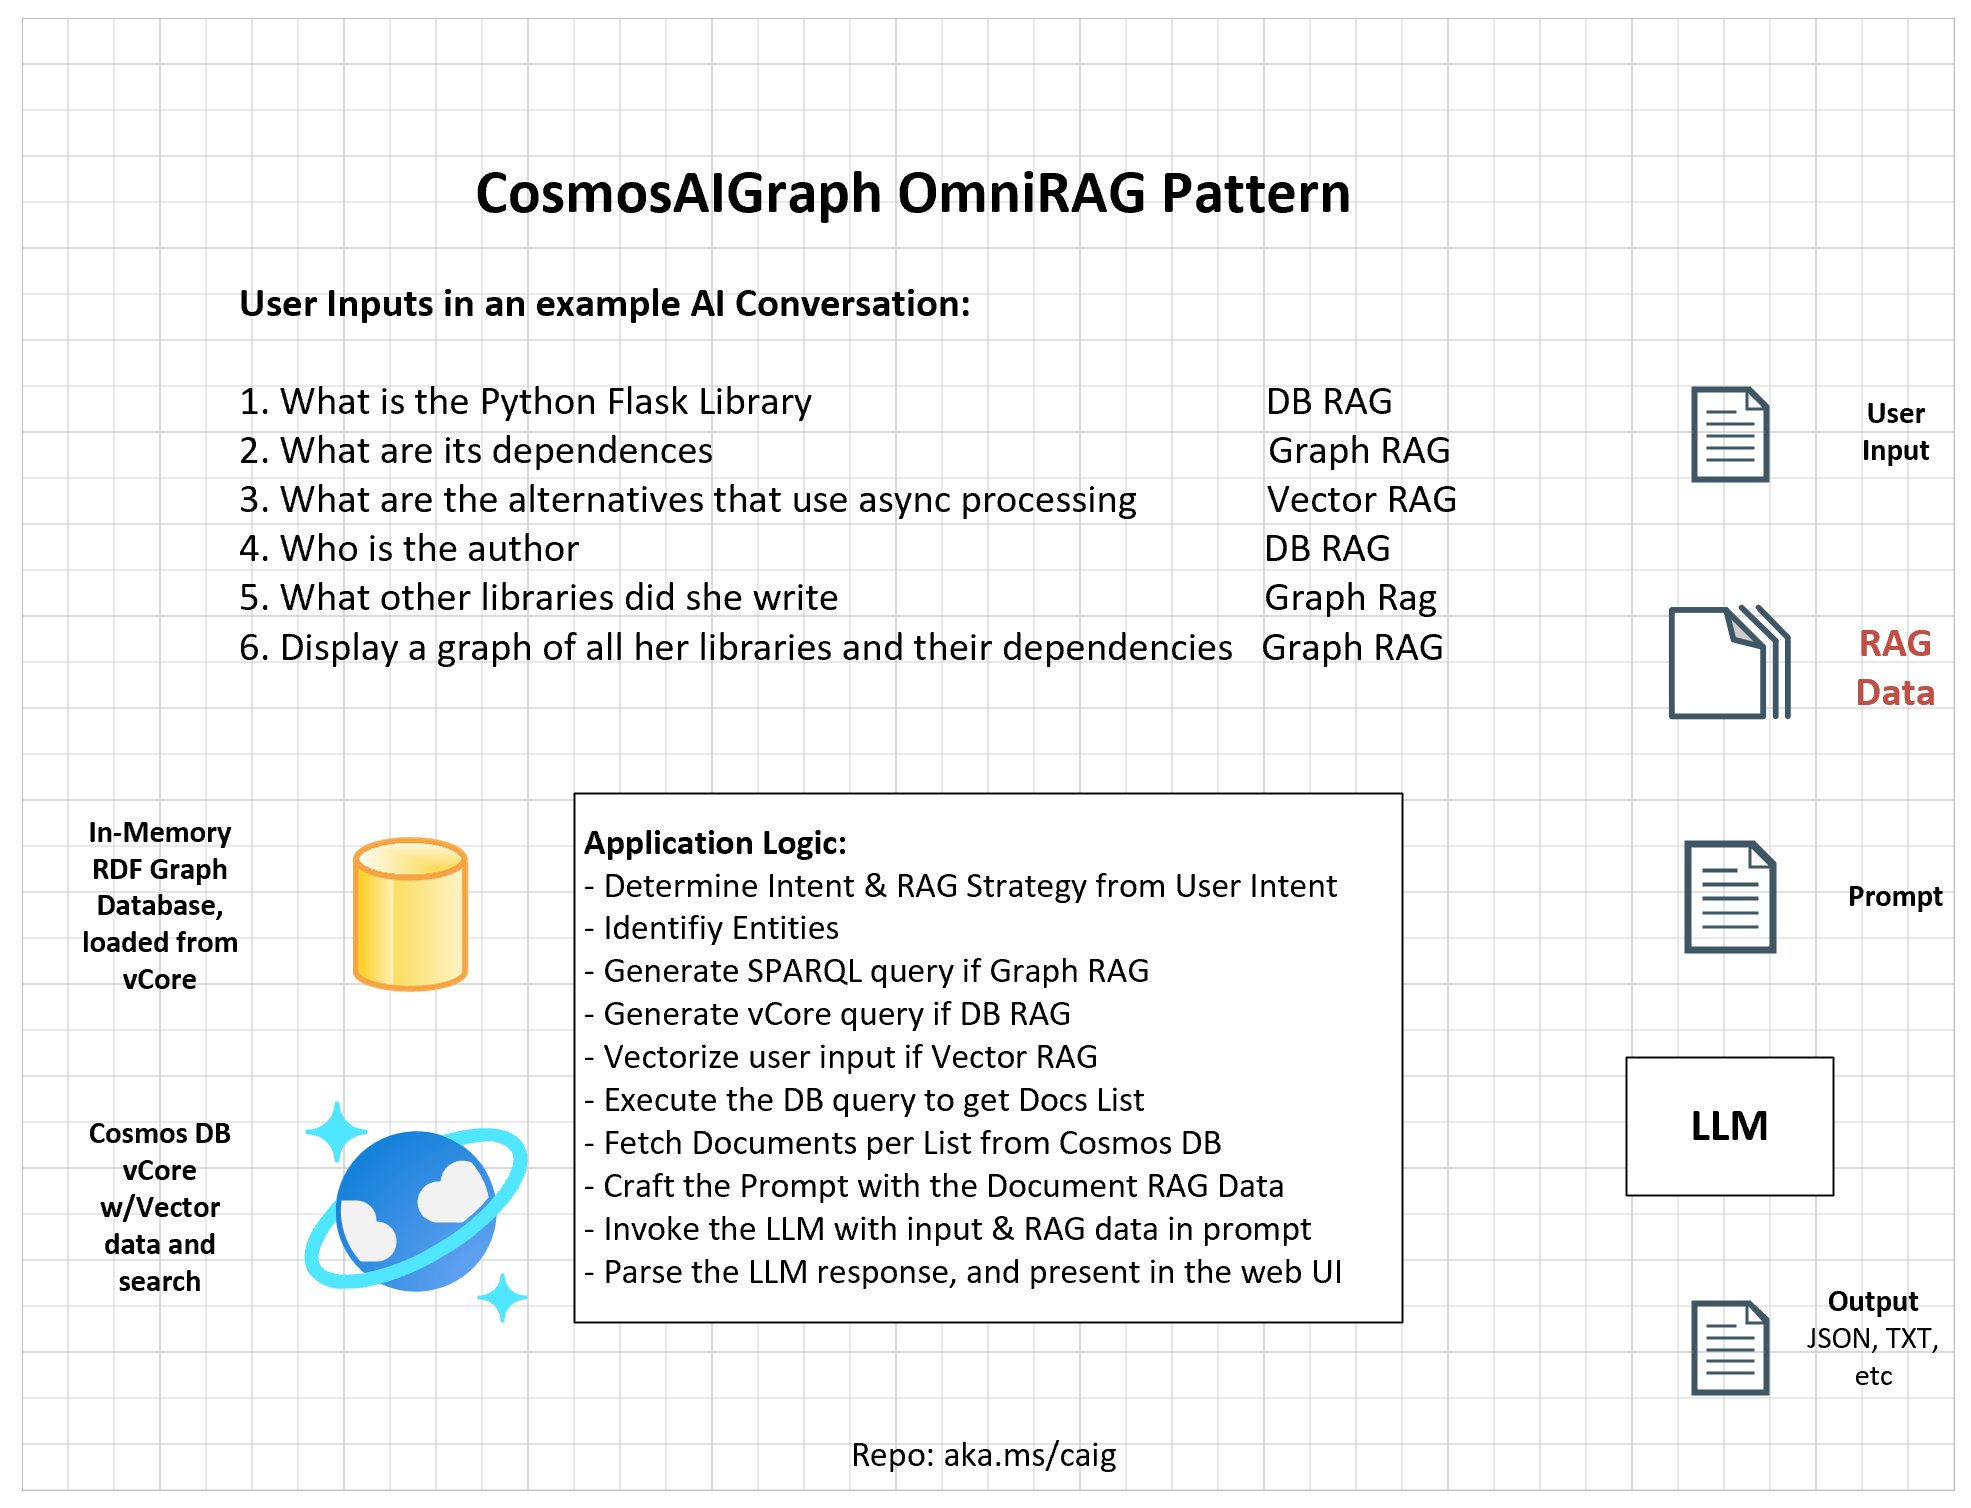 CosmosAIGraph OmniRAG Pattern
User Inputs in an example AI Conversation:
1. What is the Python Flask Library DB RAG
2. What are its dependences Graph RAG
3. What are the alternatives that use async processing Vector RAG
4. Who is the author DB RAG
5. What other libraries did she write Graph Rag
6. Display a graph of all her libraries and their dependencies Graph RAG
User
Input
RAG
Data
Prompt
LLM
Output
JSON, TXT,
etc
In-Memory
RDF Graph
Database,
loaded from
vCore
Cosmos DB
vCore
w/Vector
data and
search
Application Logic:
- Determine Intent & RAG Strategy from User Intent
- Identifiy Entities
- Generate SPARQL query if Graph RAG
- Generate vCore query if DB RAG
- Vectorize user input if Vector RAG
- Execute the DB query to get Docs List
- Fetch Documents per List from Cosmos DB
- Craft the Prompt with the Document RAG Data
- Invoke the LLM with input & RAG data in prompt
- Parse the LLM response, and present in the web UI
Repo: aka.ms/caig